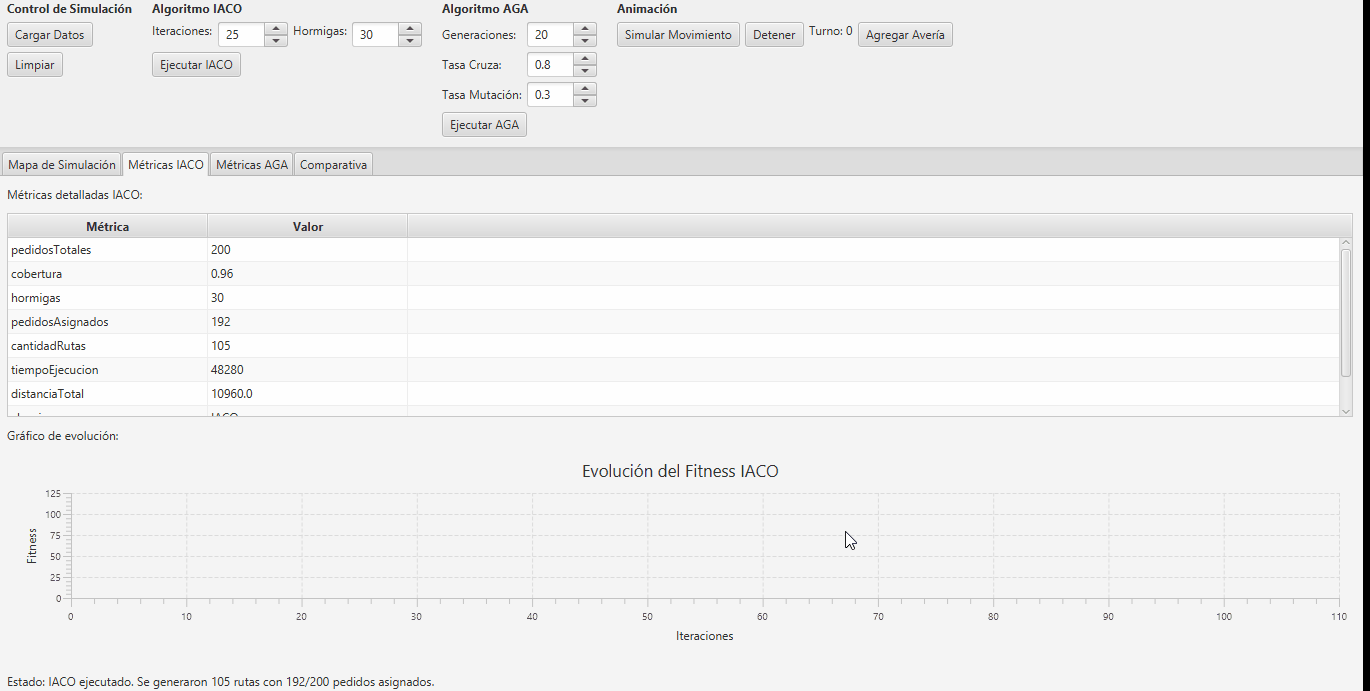 Control de Simulación
Cargar Datos
Limpiar
Algoritmo IACO
Iteraciones: 25 Hormigas: 30
Ejecutar IACO
Algoritmo AGA
Generaciones: 20
Tasa Cruza: 0.8
Tasa Mutación: 0.3
Ejecutar AGA
Animación
Simular Movimiento Detener Turno: 0 Agregar Avería
Mapa de Simulación Métricas IACO Métricas AGA Comparativa
Métricas detalladas IACO:
Métrica Valor
pedidosTotales 200
cobertura 0.96
hormigas 30
pedidosAsignados 192
cantidadRutas 105
tiempoEjecucion 48280
distanciaTotal 10960.0
IACO
Gráfico de evolución:
Evolución del Fitness IACO
125
100
75
50
25
0
Fitness
0 10 20 30 40 50 60 70 80 90 100 110
Iteraciones
Estado: IACO ejecutado. Se generaron 105 rutas con 192/200 pedidos asignados.